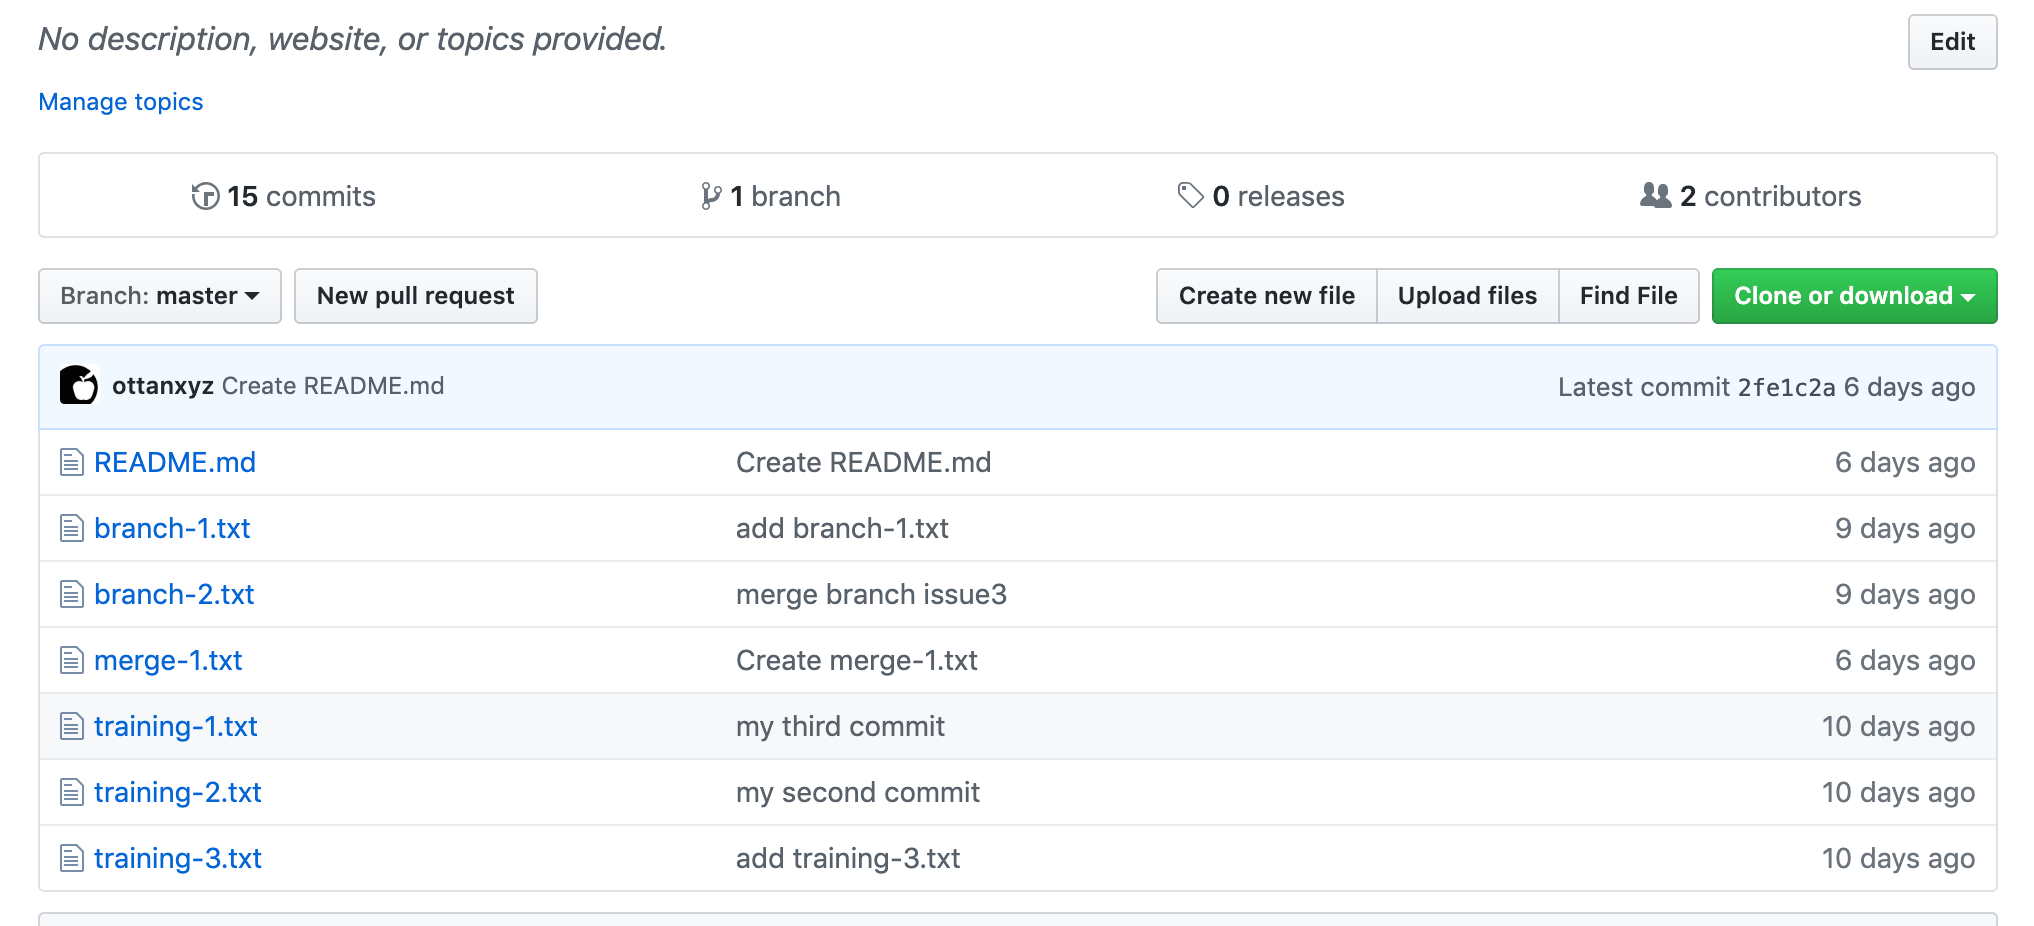 No description, website, or topics provided.
Edit
Manage topics
15 commits
1 branch
0 releases
2 contributors
Branch: master
New pull request
Create new file
Upload files
Find File
Clone or download
ottanxyz Create README.md
Latest commit 2fe1c2a 6 days ago
README.md Create README.md 6 days ago
branch-1.txt add branch-1.txt 9 days ago
branch-2.txt merge branch issue3 9 days ago
merge-1.txt Create merge-1.txt 6 days ago
training-1.txt my third commit 10 days ago
training-2.txt my second commit 10 days ago
training-3.txt add training-3.txt 10 days ago